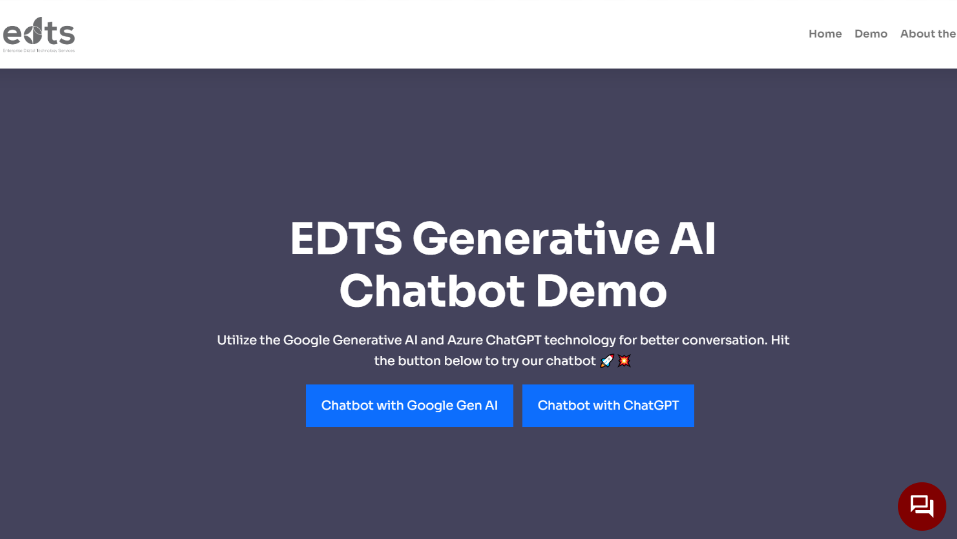 edts
Home Demo About the
EDTS Generative AI
Chatbot Demo
Utilize the Google Generative AI and Azure ChatGPT technology for better conversation. Hit
the button below to try our chatbot 🚀 💥
Chatbot with Google Gen AI
Chatbot with ChatGPT